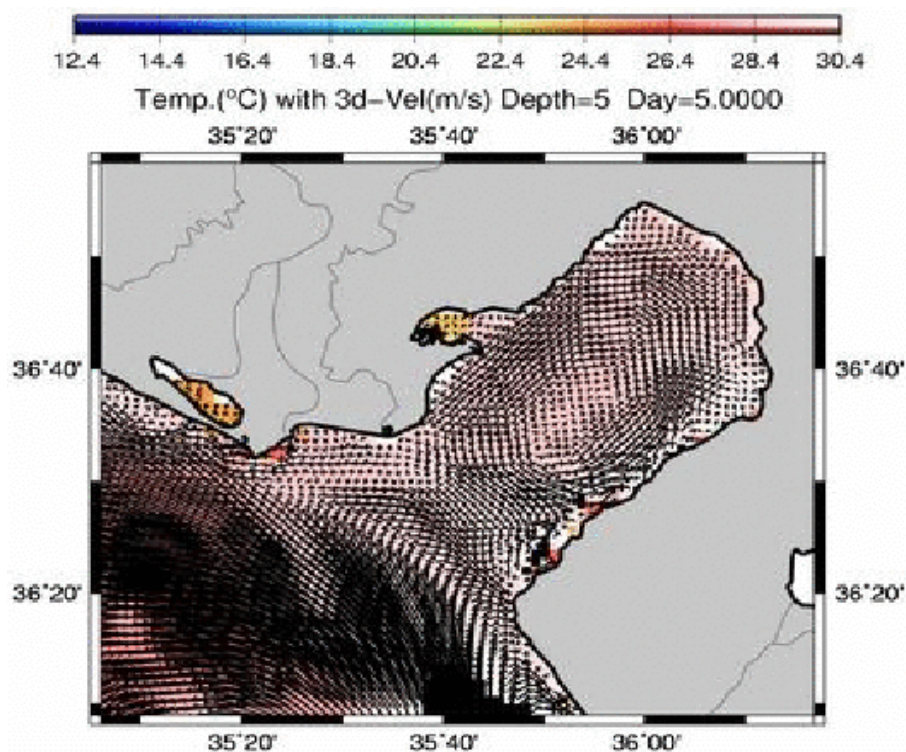 12.4 14.4 16.4 18.4 20.4 22.4 24.4 26.4 28.4 30.4
Temp.(°C) with 3d-Vel(m/s) Depth=5 Day=5.0000
35°20' 35°40' 36°00'
36°40' 36°40'
36°20' 36°20'
35°20' 35°40' 36°00'